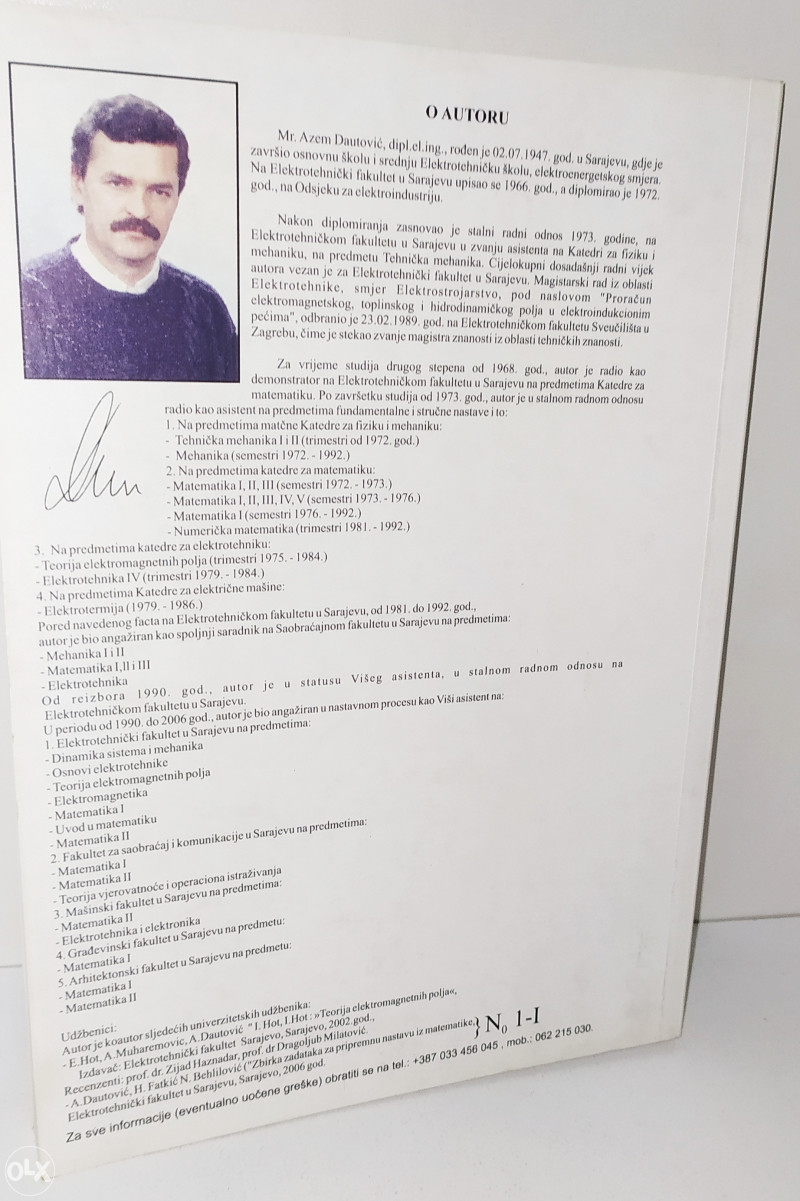 O AUTORU
Mr. Azem Dautović, dipl.el.ing., rođen je 02.07.1947. god. u Sarajevu, gdje je
završio osnovnu školu i srednju Elektrotehničku školu, elektroenergetskog smjera.
Na Elektrotehnički fakultet u Sarajevu upisao se 1966. god., a diplomirao je 1972.
god., na Odsjeku za elektroindustriju.
Nakon diplomiranja zasnovao je stalni radni odnos 1973. godine, na
Elektrotehničkom fakultetu u Sarajevu u zvanju asistenta na Katedri za fiziku i
mehaniku, na predmetu Tehnička mehanika. Cijelokupni dosadašnji radni vijek
autora vezan je za Elektrotehnički fakultet u Sarajevu. Magistarski rad iz oblasti
Elektrotehnike, smjer Elektrostrojarstvo, pod naslovom "Proračun
elektromagnetskog, toplinskog i hidrodinamičkog polja u elektroindukcionim
pećima", odbranio je 23.02.1989. god. na Elektrotehničkom fakultetu Sveučilišta u
Zagrebu, čime je stekao zvanje magistra znanosti iz oblasti tehničkih znanosti.
Za vrijeme studija drugog stepena od 1968. god., autor je radio kao
demonstrator na Elektrotehničkom fakultetu u Sarajevu na predmetima Katedre za
matematiku. Po završetku studija od 1973. god., autor je u stalnom radnom odnosu
radio kao asistent na predmetima fundamentalne i stručne nastave i to:
1. Na predmetima matčne Katedre za fiziku i mehaniku:
- Tehnička mehanika I i II (trimestri od 1972. god.)
- Mehanika (semestri 1972. - 1992.)
2. Na predmetima katedre za matematiku:
- Matematika I, II, III (semestri 1972. - 1973.)
- Matematika I, II, III, IV, V (semestri 1973. - 1976.)
- Matematika I (semestri 1976. - 1992.)
- Numerička matematika (trimestri 1981. - 1992.)
3. Na predmetima katedre za elektrotehniku:
- Teorija elektromagnetnih polja (trimestri 1975. - 1984.)
- Elektrotehnika IV (trimestri 1979. - 1984.)
4. Na predmetima Katedre za električne mašine:
- Elektrotermija (1979. - 1986.)
Pored navedenog facta na Elektrotehničkom fakultetu u Sarajevu, od 1981. do 1992. god.,
autor je bio angažiran kao spoljnji saradnik na Saobraćajnom fakultetu u Sarajevu na predmetima:
- Mehanika I i II
- Matematika I,II i III
- Elektrotehnika
Od reizbora 1990. god., autor je u statusu Višeg asistenta, u stalnom radnom odnosu na
Elektrotehničkom fakultetu u Sarajevu.
U periodu od 1990. do 2006 god., autor je bio angažiran u nastavnom procesu kao Viši asistent na:
1. Elektrotehnički fakultet u Sarajevu na predmetima:
- Dinamika sistema i mehanika
- Osnovi elektrotehnike
- Teorija elektromagnetnih polja
- Elektromagnetika
- Matematika I
- Uvod u matematiku
- Matematika II
2. Fakultet za saobraćaj i komunikacije u Sarajevu na predmetima:
- Matematika I
- Matematika II
- Teorija vjerovatnoće i operaciona istraživanja
3. Mašinski fakultet u Sarajevu na predmetima:
- Matematika II
- Elektrotehnika i elektronika
4. Građevinski fakultet u Sarajevu na predmetu:
- Matematika I
5. Arhitektonski fakultet u Sarajevu na predmetu:
- Matematika I
- Matematika II
Udžbenici:
Autor je koautor sljedećih univerzitetskih udžbenika:
- E.Hot, A.Muharemovic, A.Dautović " I. Hot, I.Hot : »Teorija elektromagnetnih polja«,
Izdavač: Elektrotehnički fakultet Sarajevo, Sarajevo, 2002.god.,
Recenzenti: prof. dr. Zijad Haznadar, prof. dr Dragoljub Milatović.
- A.Dautović, H. Fatkić N. Behlilović ("Zbirka zadataka za pripremnu nastavu iz matematike,} N₀ 1-I
Elektrotehnički fakultet u Sarajevu, Sarajevo, 2006 god.
Za sve informacije (eventualno uočene greške) obratiti se na tel.: +387 033 456 045 , mob.: 062 215 030.
OLX